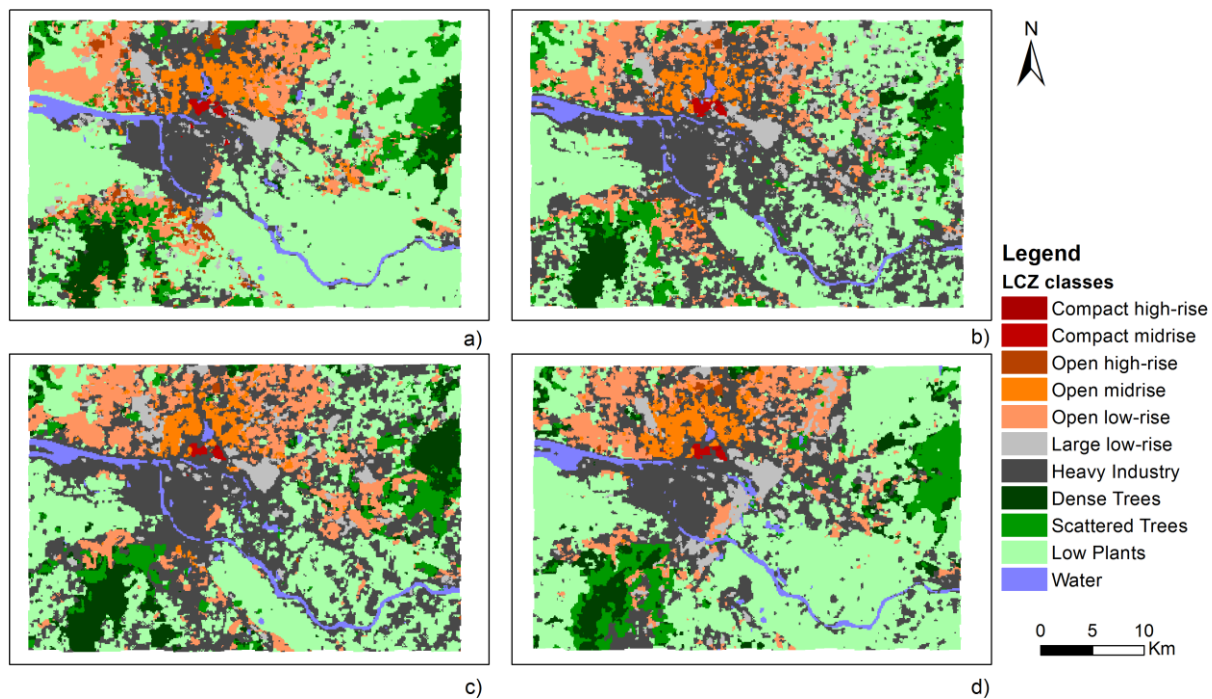 a)
b)
c)
d)
N
Legend
LCZ classes
Compact high-rise
Compact midrise
Open high-rise
Open midrise
Open low-rise
Large low-rise
Heavy Industry
Dense Trees
Scattered Trees
Low Plants
Water
0 5 10
Km